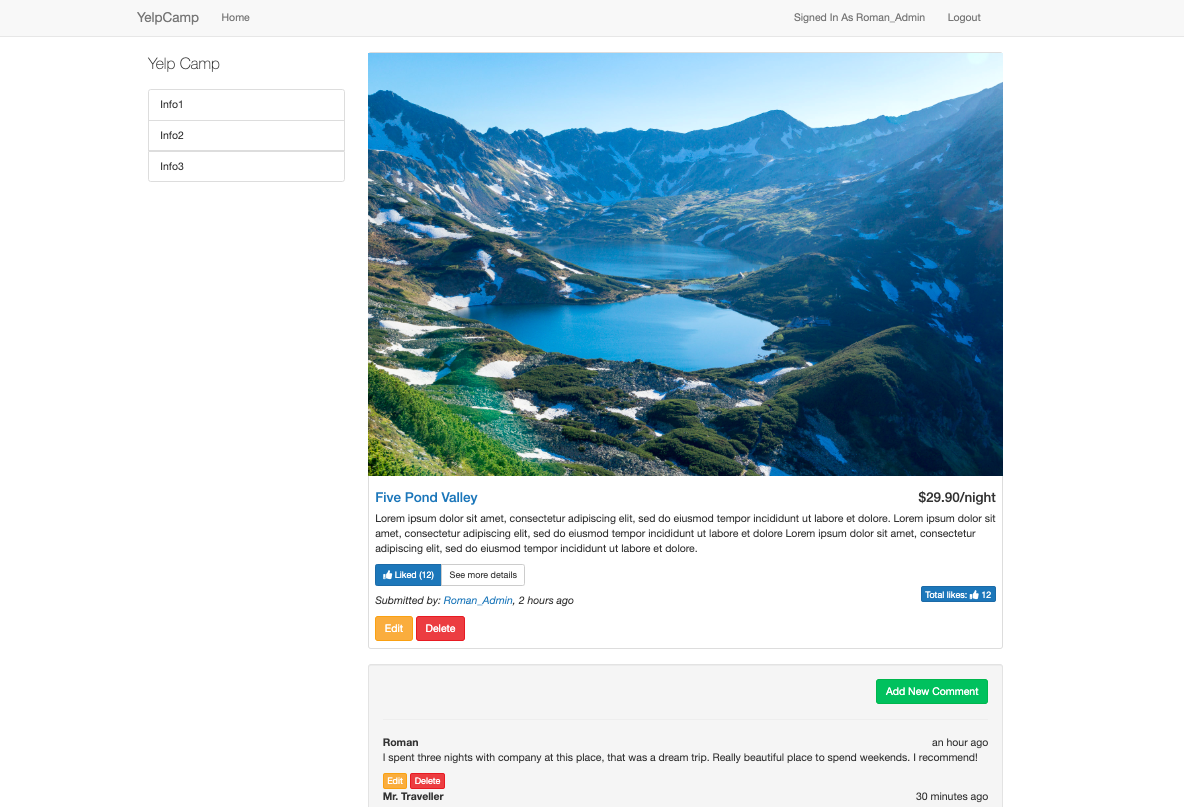 YelpCamp Home Signed In As Roman_Admin Logout
Yelp Camp
Info1
Info2
Info3
Five Pond Valley $29.90/night
Lorem ipsum dolor sit amet, consectetur adipiscing elit, sed do eiusmod tempor incididunt ut labore et dolore. Lorem ipsum dolor sit
amet, consectetur adipiscing elit, sed do eiusmod tempor incididunt ut labore et dolore Lorem ipsum dolor sit amet, consectetur
adipiscing elit, sed do eiusmod tempor incididunt ut labore et dolore.
Liked (12) See more details
Total likes: 12
Submitted by: Roman_Admin, 2 hours ago
Edit Delete
Add New Comment
Roman an hour ago
I spent three nights with company at this place, that was a dream trip. Really beautiful place to spend weekends. I recommend!
Edit Delete
Mr. Traveller 30 minutes ago